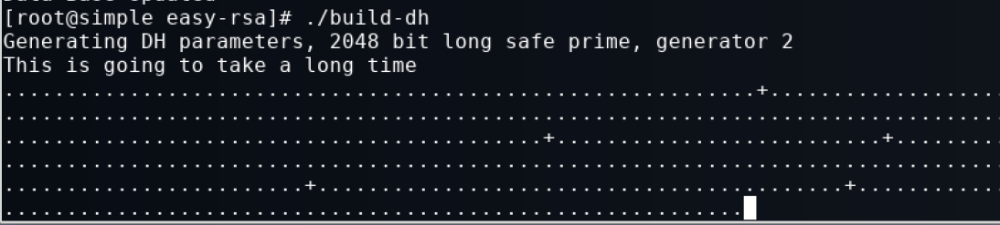 [root@simple easy-rsa]# ./build-dh
Generating DH parameters, 2048 bit long safe prime, generator 2
This is going to take a long time
............................................................+..................
...............................................................................
...........................................+..........................+........
...............................................................................
........................+..........................................+...........
...........................................................